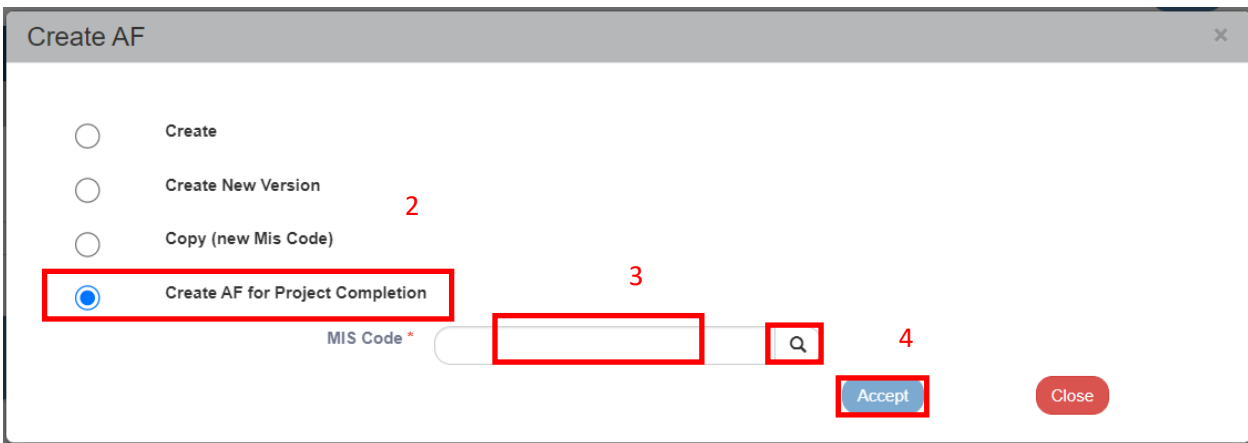 Create AF
×
Create
Create New Version
2
Copy (new Mis Code)
3
Create AF for Project Completion
MIS Code *
4
Accept
Close